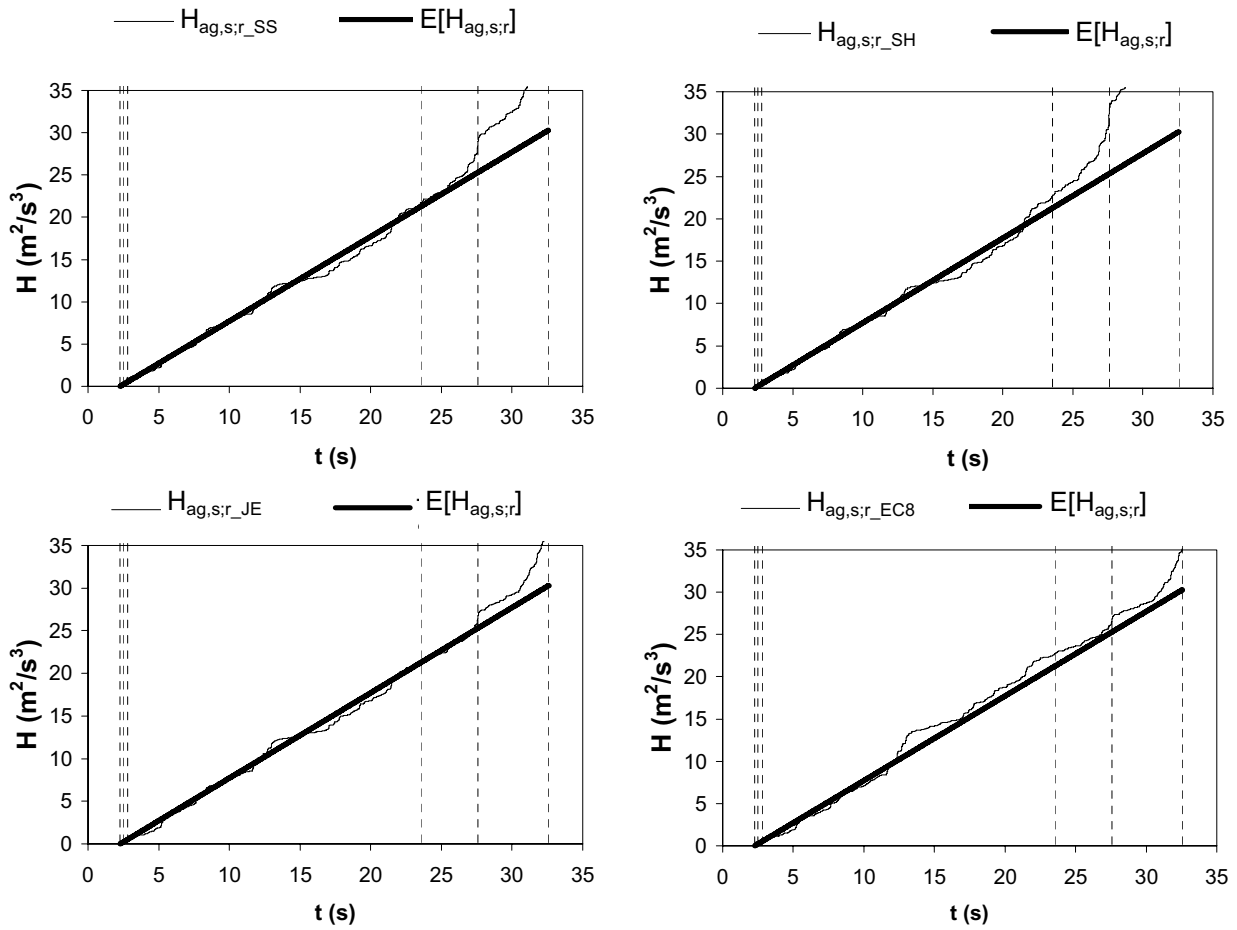 H_ag,s;r_SS E[H_ag,s;r]
H_ag,s;r_SH E[H_ag,s;r]
H (m²/s³)
35
30
25
20
15
10
5
0
0 5 10 15 20 25 30 35
t (s)
H (m²/s³)
35
30
25
20
15
10
5
0
0 5 10 15 20 25 30 35
t (s)
H_ag,s;r_JE E[H_ag,s;r]
H_ag,s;r_EC8 E[H_ag,s;r]
H (m²/s³)
35
30
25
20
15
10
5
0
0 5 10 15 20 25 30 35
t (s)
H (m²/s³)
35
30
25
20
15
10
5
0
0 5 10 15 20 25 30 35
t (s)